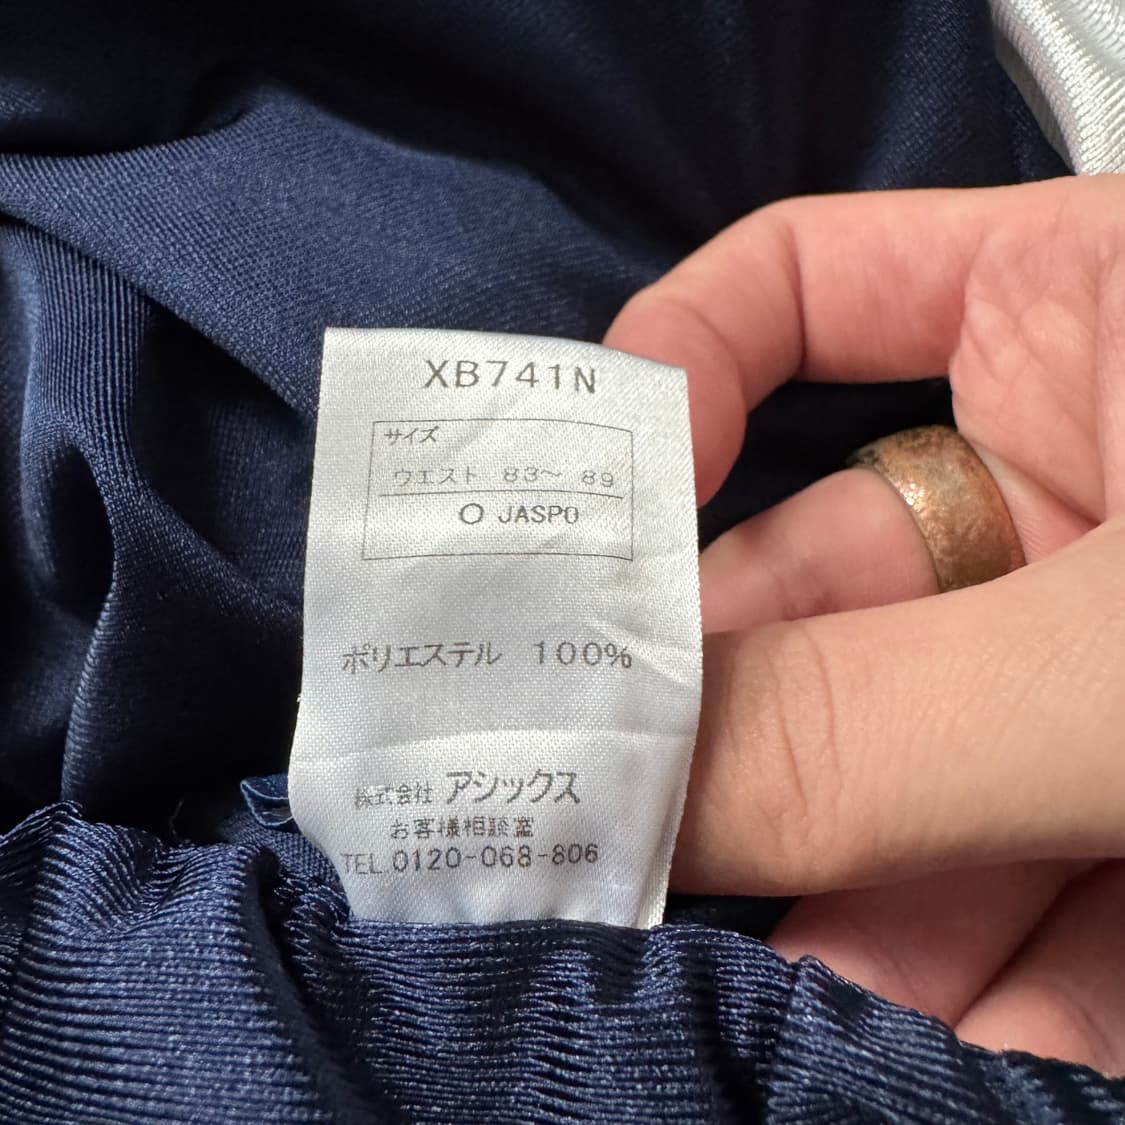 XB741N
サイズ
ウエスト 83〜 89
O JASPO
ポリエステル 100%
株式会社 アシックス
お客様相談室
TEL.0120-068-806